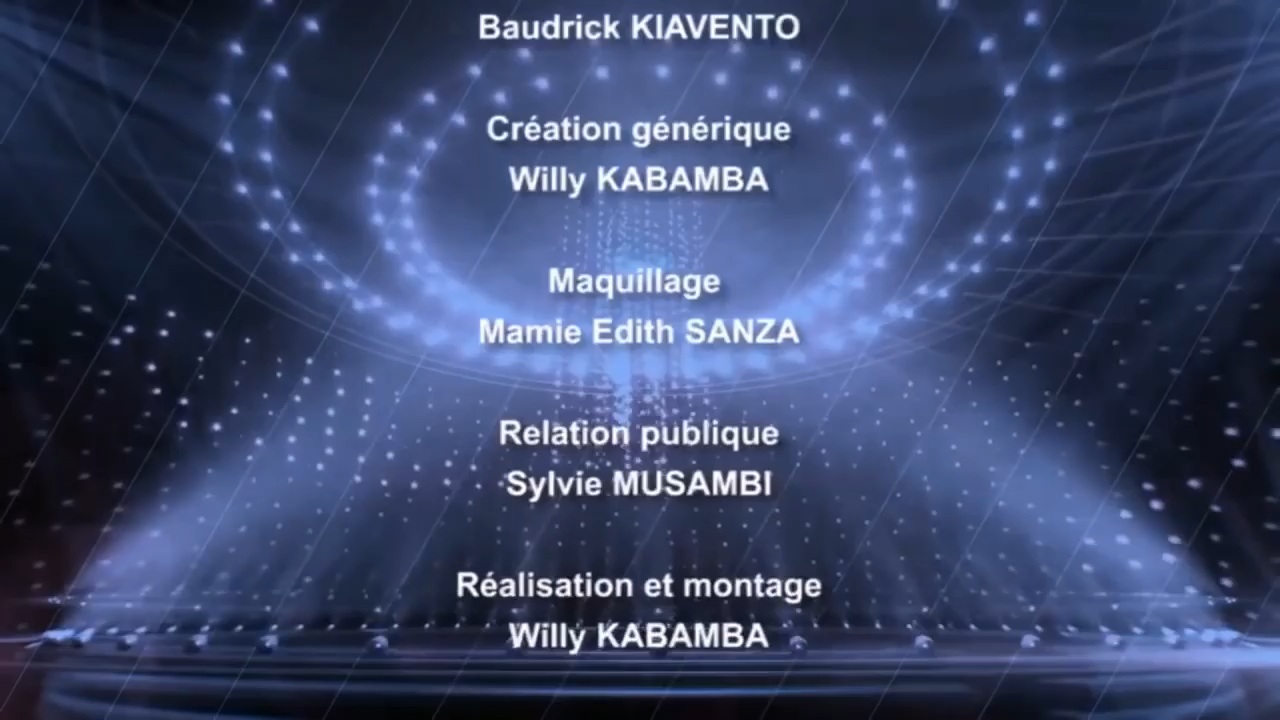 Baudrick KIAVENTO
Création générique
Willy KABAMBA
Maquillage
Mamie Edith SANZA
Relation publique
Sylvie MUSAMBI
Réalisation et montage
Willy KABAMBA